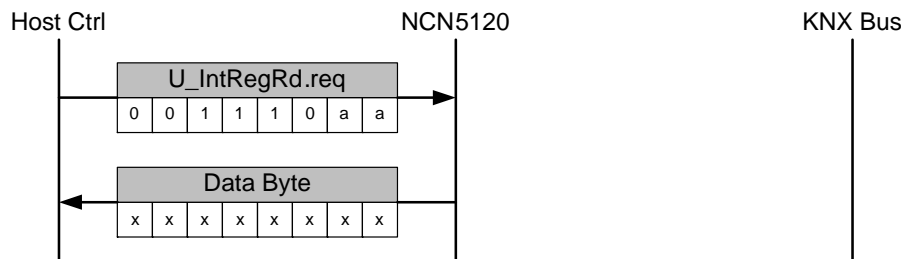 Host Ctrl NCN5120 KNX Bus
U_IntRegRd.req
0 0 1 1 1 0 a a
Data Byte
x x x x x x x x